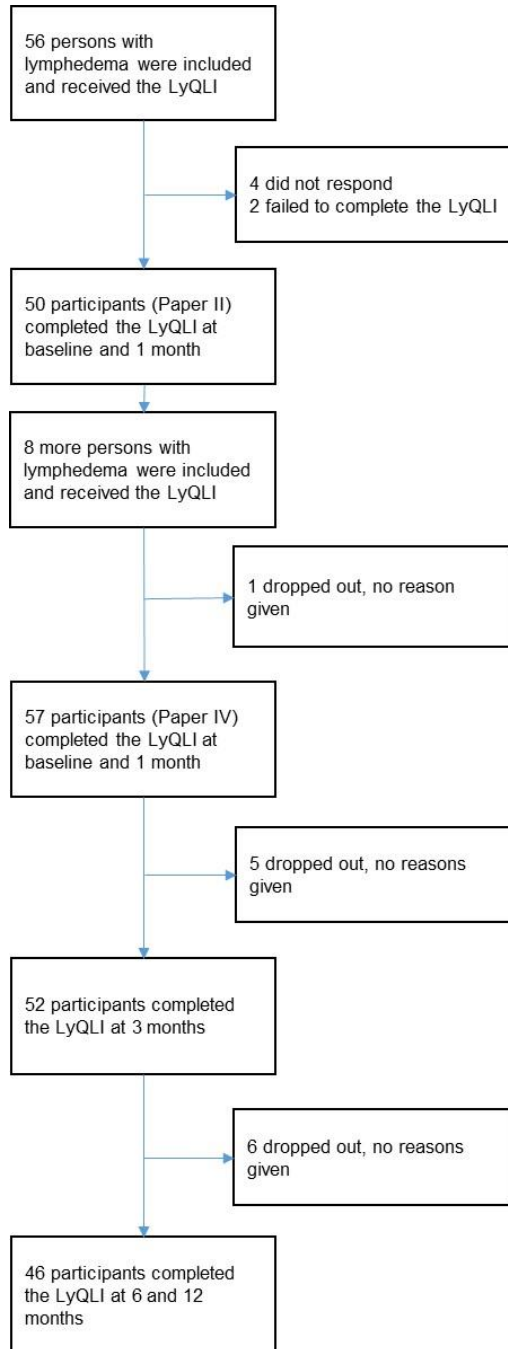 56 persons with
lymphedema were included
and received the LyQLI
4 did not respond
2 failed to complete the LyQLI
50 participants (Paper II)
completed the LyQLI at
baseline and 1 month
8 more persons with
lymphedema were included
and received the LyQLI
1 dropped out, no reason
given
57 participants (Paper IV)
completed the LyQLI at
baseline and 1 month
5 dropped out, no reasons
given
52 participants completed
the LyQLI at 3 months
6 dropped out, no reasons
given
46 participants completed
the LyQLI at 6 and 12
months